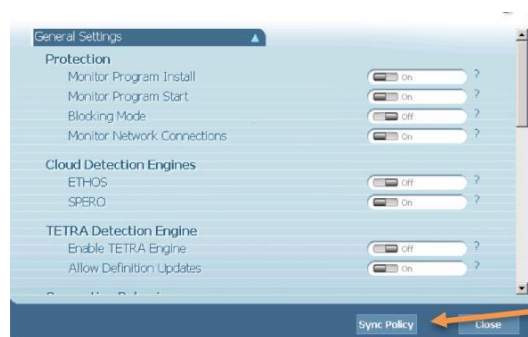 General Settings
Protection
Monitor Program Install On ?
Monitor Program Start On ?
Blocking Mode Off ?
Monitor Network Connections On ?
Cloud Detection Engines
ETHOS Off ?
SPERO On ?
TETRA Detection Engine
Enable TETRA Engine Off ?
Allow Definition Updates On ?
Sync Policy Close